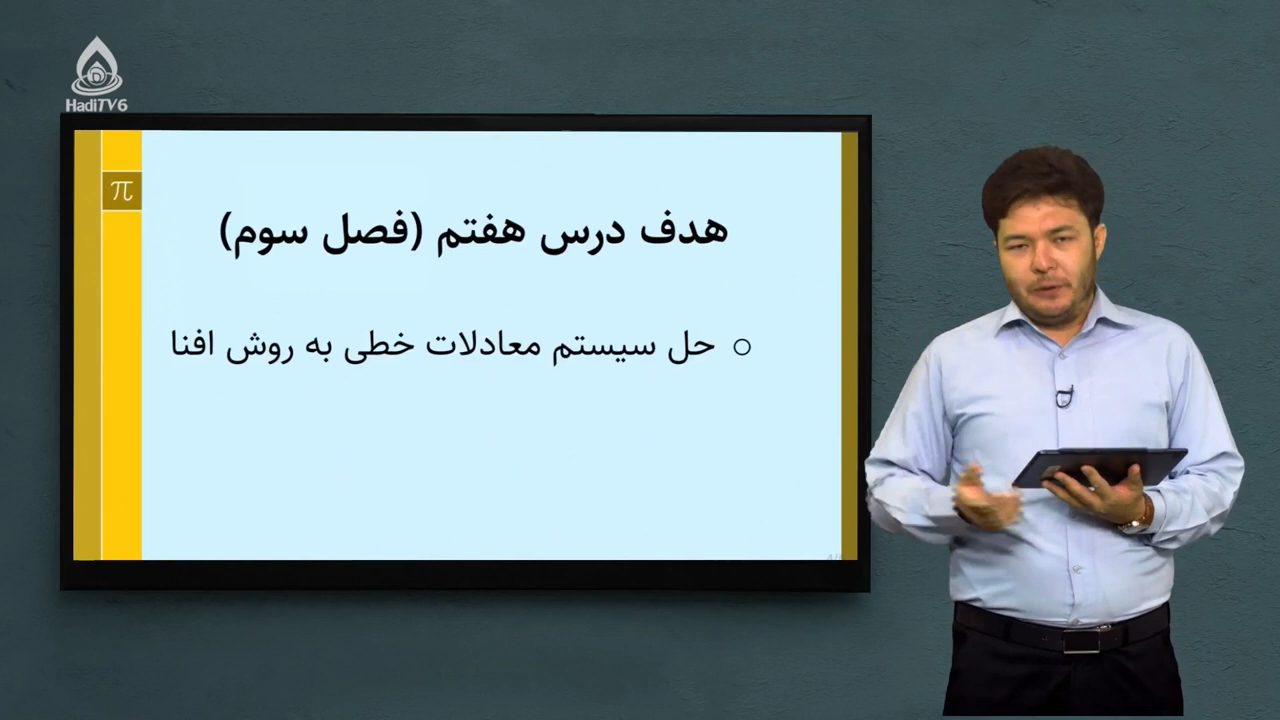 HadiTV6
π
هدف درس هفتم (فصل سوم)
حل سیستم معادلات خطی به روش افنا